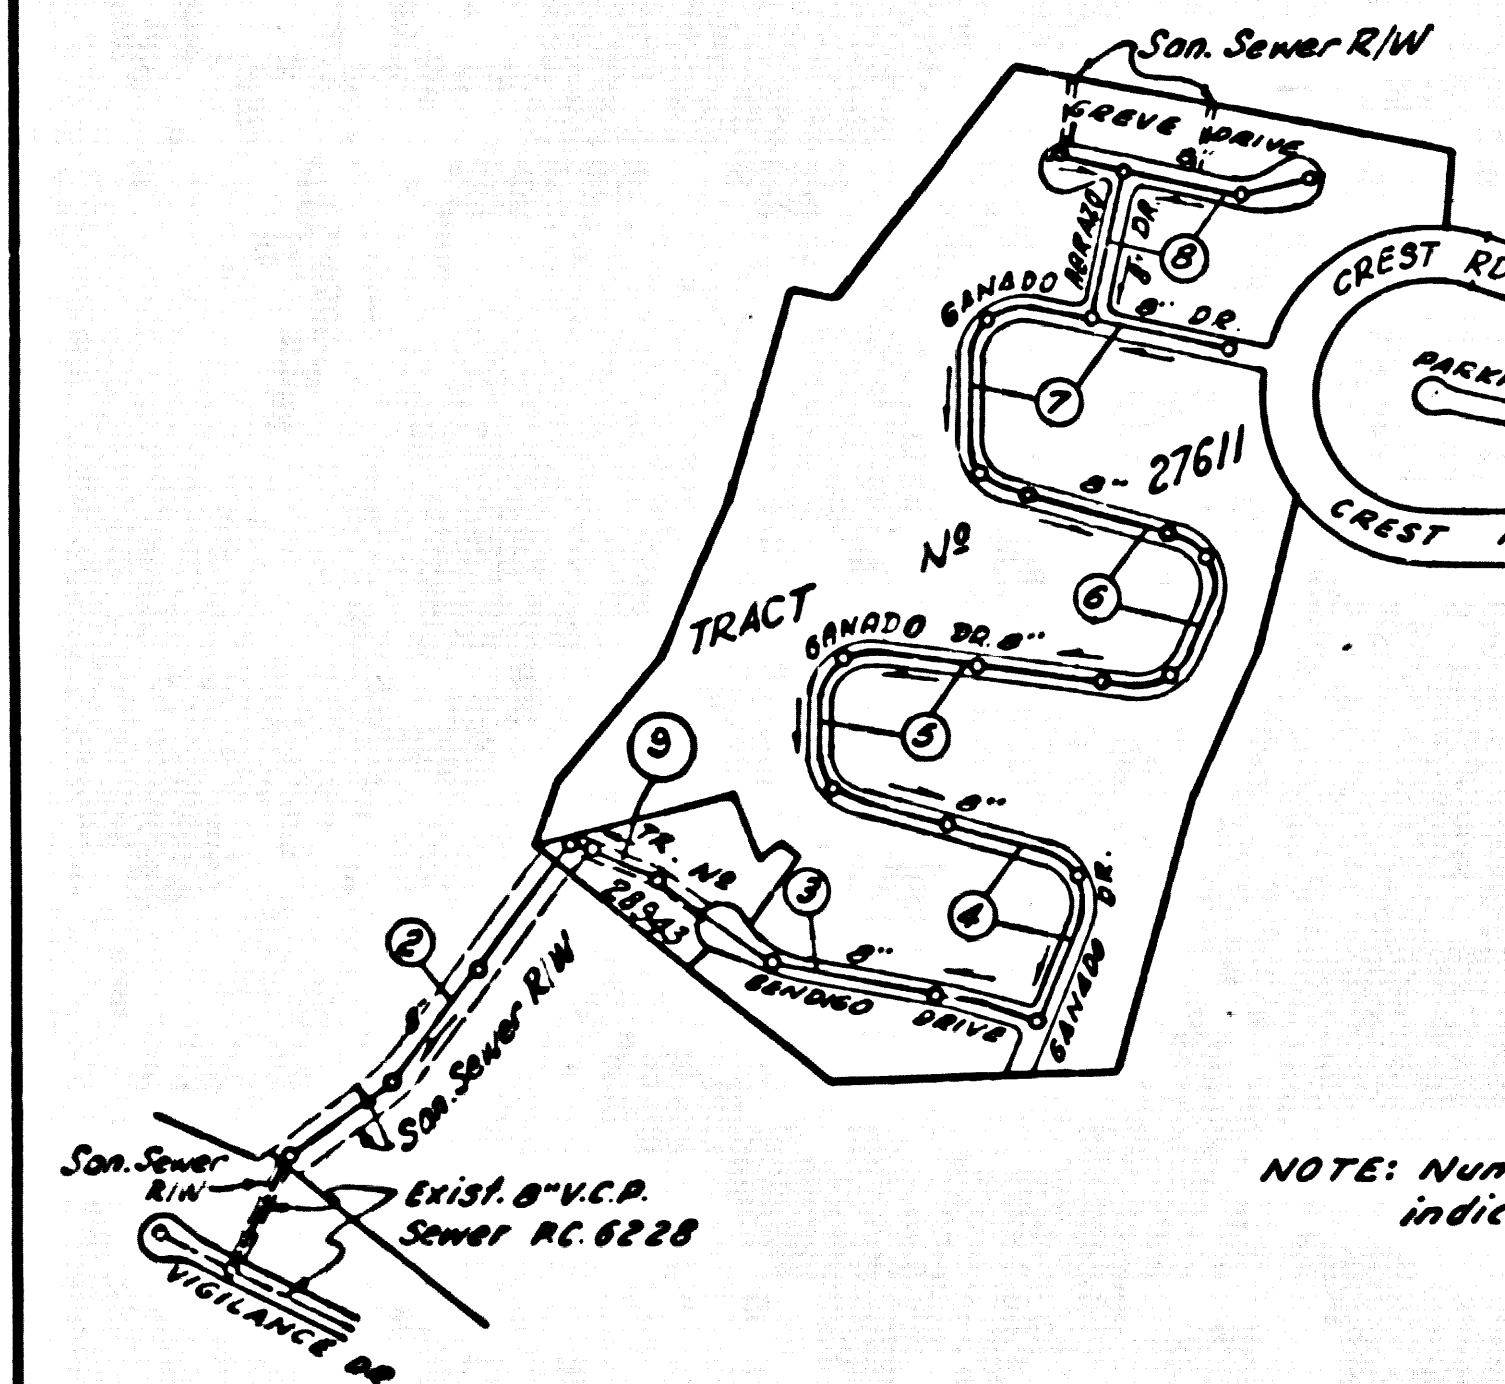 San. Sewer R/W
GREVE DRIVE
8"
ABRAZO DR.
8"
8
CREST RD
GANADO DR.
8"
PARK
7
8" 27611
CREST
Nº
6
TRACT
GANADO DR. 8"
9
5
8"
TR. Nº
28943
3
4
GANADO DR.
8"
2
BENDIGO DRIVE
8"
San. Sewer R/W
San. Sewer
R/W
Exist. 8" V.C.P.
Sewer P.C. 6228
VIGILANCE DR
NOTE: Num
indic